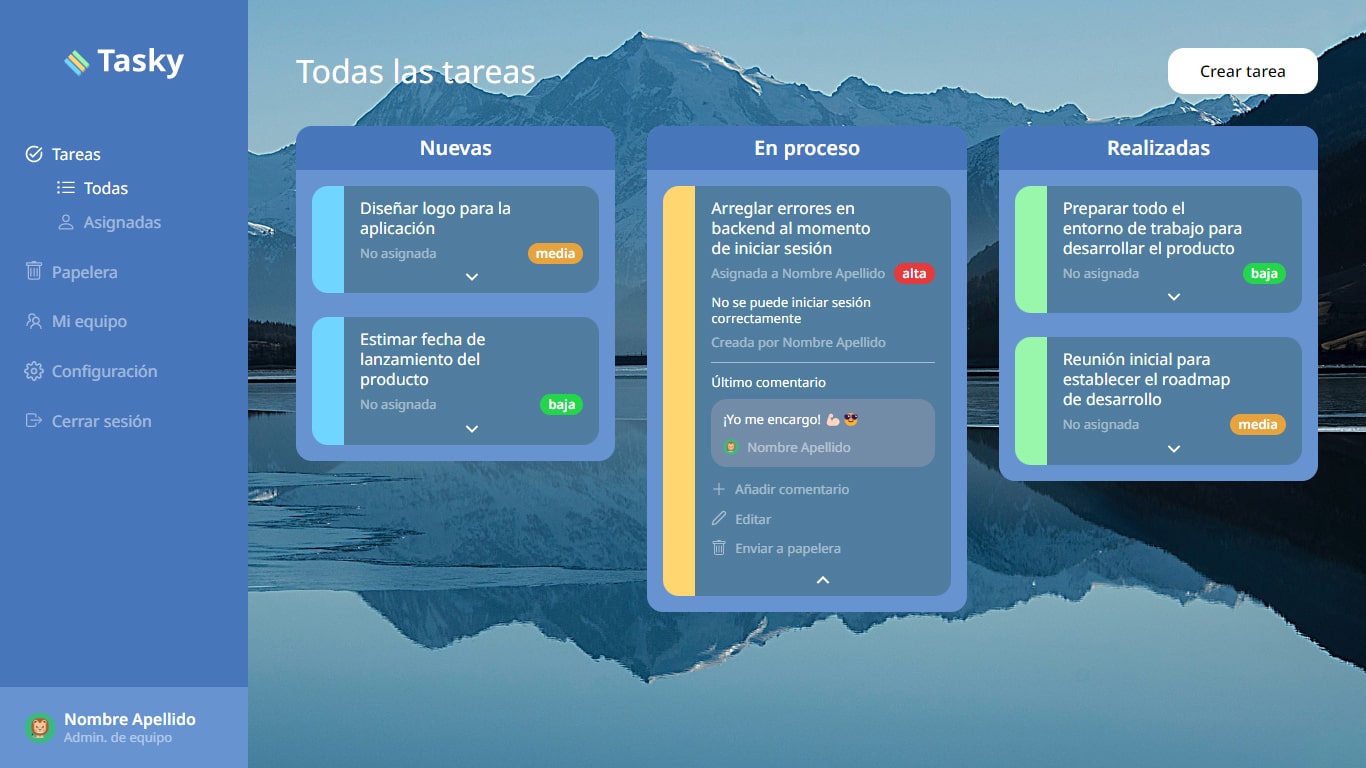 Tasky
Tareas
Todas
Asignadas
Papelera
Mi equipo
Configuración
Cerrar sesión
Nombre Apellido
Admin. de equipo
Todas las tareas
Crear tarea
Nuevas
Diseñar logo para la
aplicación
No asignada
media
Estimar fecha de
lanzamiento del
producto
No asignada
baja
En proceso
Arreglar errores en
backend al momento
de iniciar sesión
Asignada a Nombre Apellido
alta
No se puede iniciar sesión
correctamente
Creada por Nombre Apellido
Último comentario
¡Yo me encargo! 💪🏻😎
Nombre Apellido
Añadir comentario
Editar
Enviar a papelera
Realizadas
Preparar todo el
entorno de trabajo para
desarrollar el producto
No asignada
baja
Reunión inicial para
establecer el roadmap
de desarrollo
No asignada
media